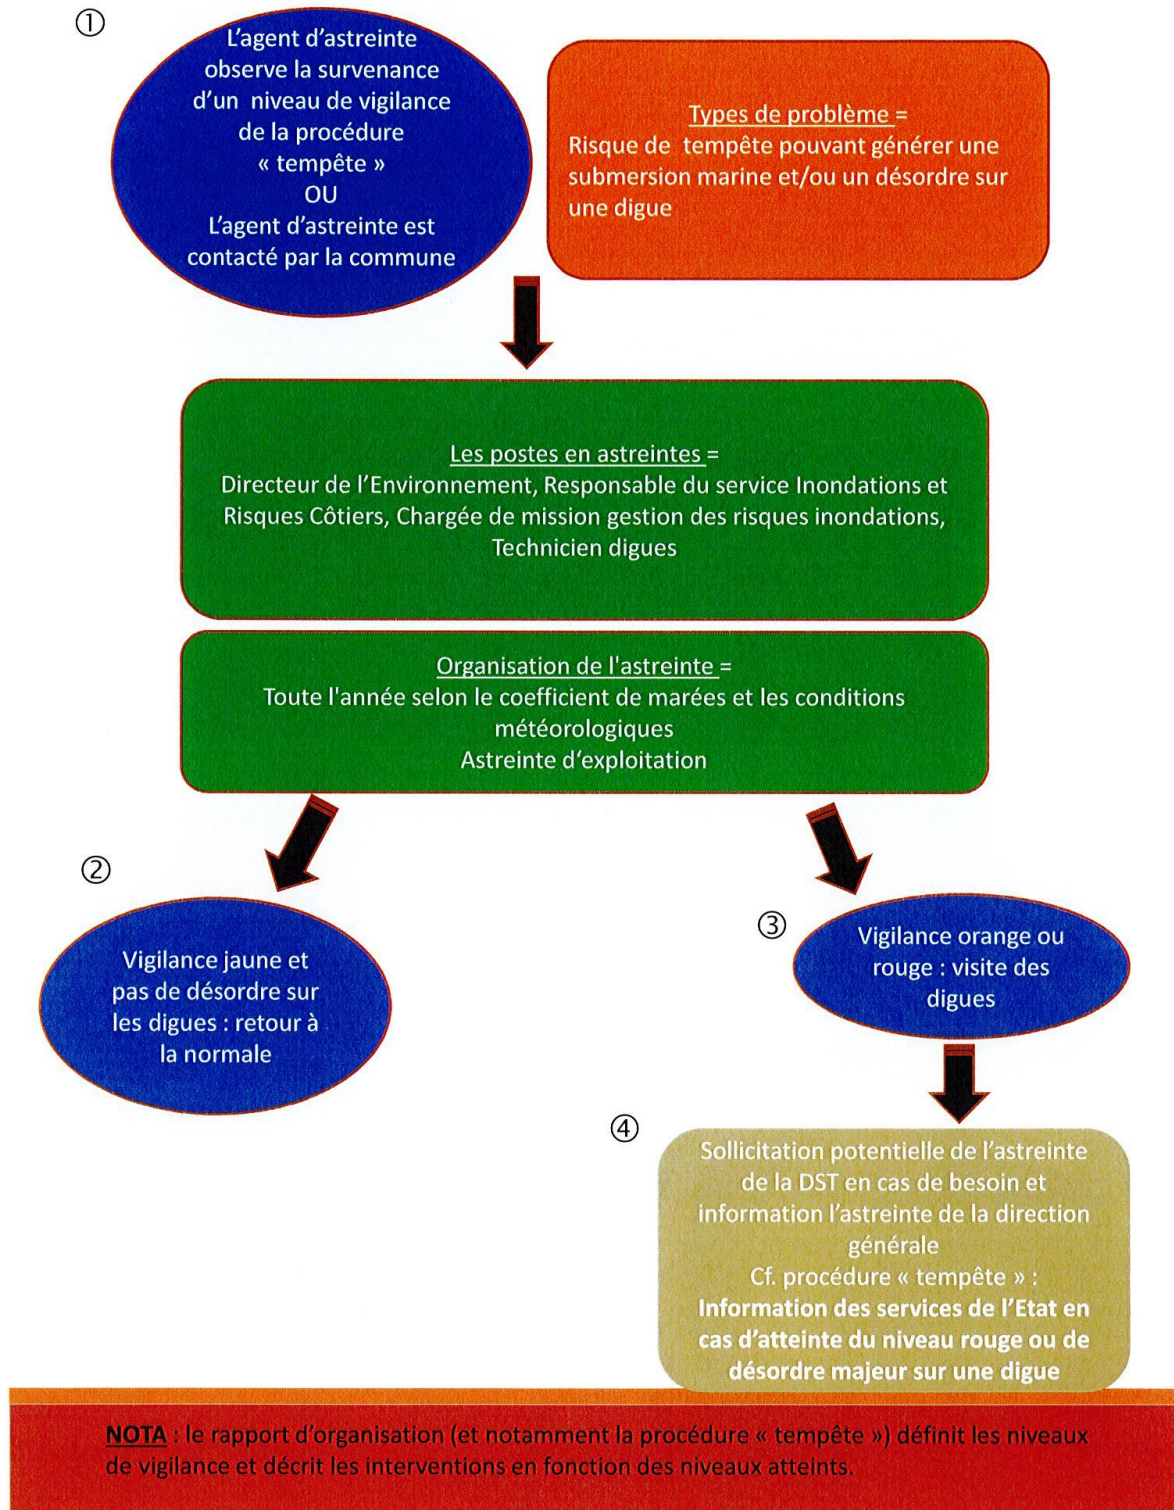 ①
L’agent d’astreinte
observe la survenance
d’un niveau de vigilance
de la procédure
« tempête »
OU
L’agent d’astreinte est
contacté par la commune
Types de problème =
Risque de tempête pouvant générer une
submersion marine et/ou un désordre sur
une digue
Les postes en astreintes =
Directeur de l’Environnement, Responsable du service Inondations et
Risques Côtiers, Chargée de mission gestion des risques inondations,
Technicien digues
Organisation de l'astreinte =
Toute l'année selon le coefficient de marées et les conditions
météorologiques
Astreinte d‘exploitation
②
Vigilance jaune et
pas de désordre sur
les digues : retour à
la normale
③
Vigilance orange ou
rouge : visite des
digues
④
Sollicitation potentielle de l’astreinte
de la DST en cas de besoin et
information l’astreinte de la direction
générale
Cf. procédure « tempête » :
Information des services de l’Etat en
cas d’atteinte du niveau rouge ou de
désordre majeur sur une digue
NOTA : le rapport d’organisation (et notamment la procédure « tempête ») définit les niveaux
de vigilance et décrit les interventions en fonction des niveaux atteints.